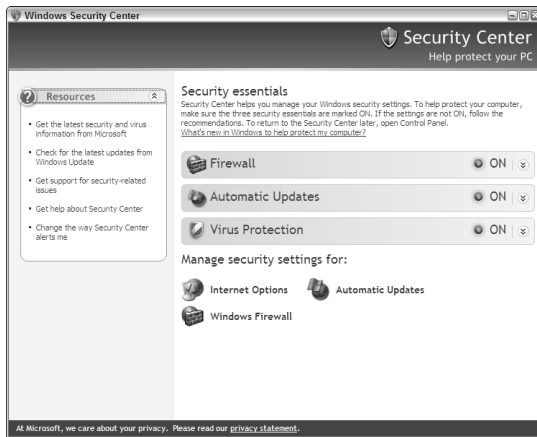 Windows Security Center
Security Center
Help protect your PC
Resources
• Get the latest security and virus
information from Microsoft
• Check for the latest updates from
Windows Update
• Get support for security-related
issues
• Get help about Security Center
• Change the way Security Center
alerts me
Security essentials
Security Center helps you manage your Windows security settings. To help protect your computer,
make sure the three security essentials are marked ON. If the settings are not ON, follow the
recommendations. To return to the Security Center later, open Control Panel.
What's new in Windows to help protect my computer?
Firewall ON
Automatic Updates ON
Virus Protection ON
Manage security settings for:
Internet Options Automatic Updates
Windows Firewall
At Microsoft, we care about your privacy. Please read our privacy statement.